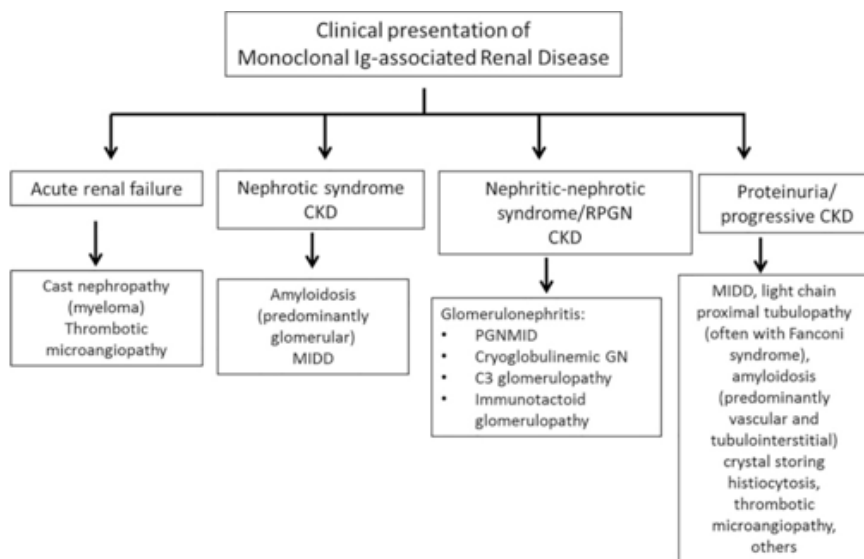 Clinical presentation of
Monoclonal Ig-associated Renal Disease
Acute renal failure
Nephrotic syndrome
CKD
Nephritic-nephrotic
syndrome/RPGN
CKD
Proteinuria/
progressive CKD
Cast nephropathy
(myeloma)
Thrombotic
microangiopathy
Amyloidosis
(predominantly
glomerular)
MIDD
Glomerulonephritis:
• PGNMID
• Cryoglobulinemic GN
• C3 glomerulopathy
• Immunotactoid
glomerulopathy
MIDD, light chain
proximal tubulopathy
(often with Fanconi
syndrome),
amyloidosis
(predominantly
vascular and
tubulointerstitial)
crystal storing
histiocytosis,
thrombotic
microangiopathy,
others